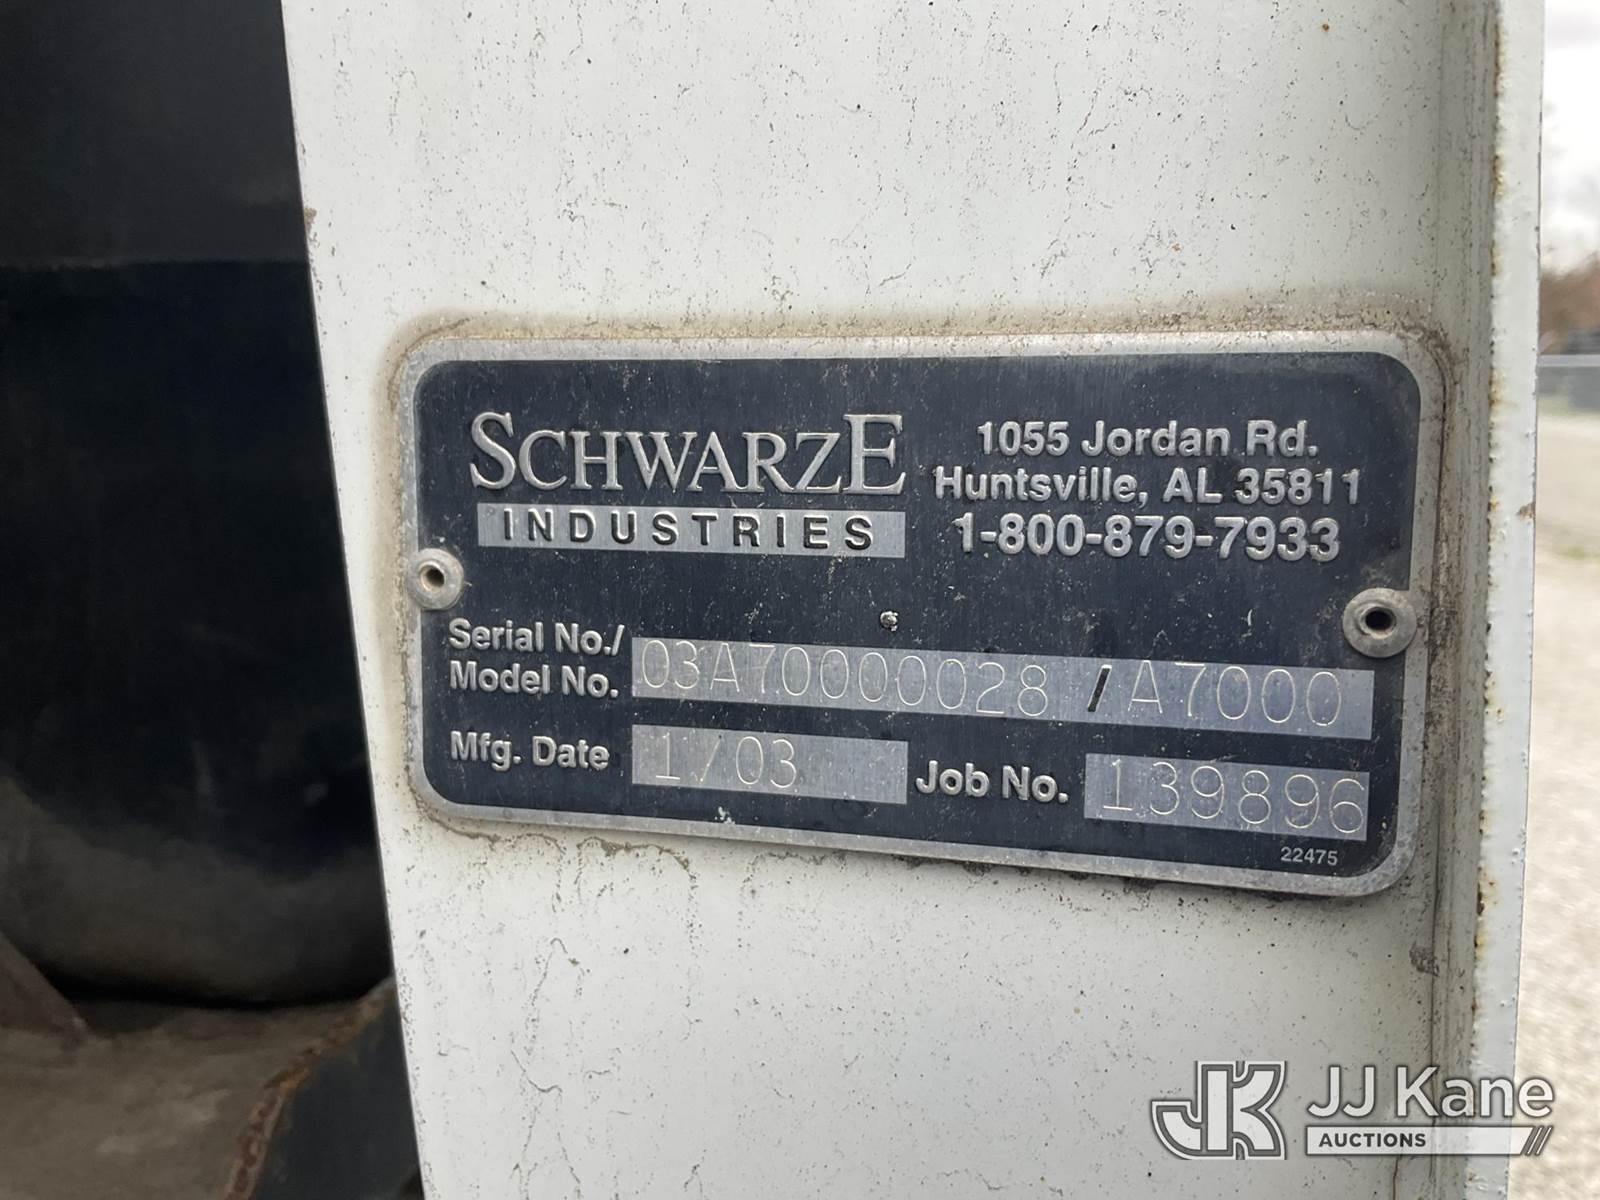 SCHWARZE
INDUSTRIES
1055 Jordan Rd.
Huntsville, AL 35811
1-800-879-7933
Serial No./
Model No.
03A70000028 / A7000
Mfg. Date 1/03
Job No. 139896
22475
JK JJ Kane
AUCTIONS